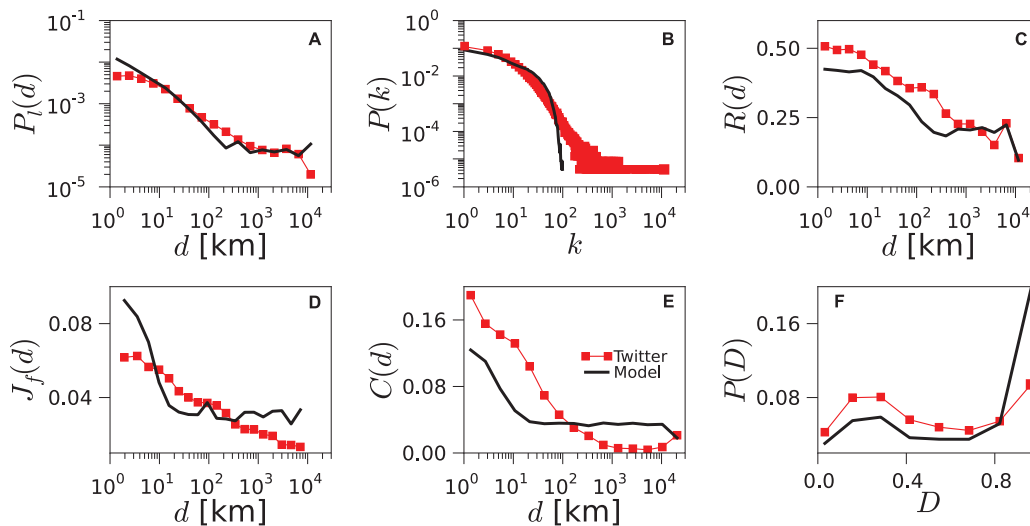 A
P_l(d)
10^-1
10^-3
10^-5
10^0 10^1 10^2 10^3 10^4
d [km]
B
P(k)
10^0
10^-2
10^-4
10^-6
10^0 10^1 10^2 10^3 10^4
k
C
R(d)
0.50
0.25
0.00
10^0 10^1 10^2 10^3 10^4
d [km]
D
J_f(d)
0.08
0.04
10^0 10^1 10^2 10^3 10^4
d [km]
E
C(d)
0.16
0.08
0.00
Twitter
Model
10^0 10^1 10^2 10^3 10^4
d [km]
F
P(D)
0.16
0.08
0.0 0.4 0.8
D